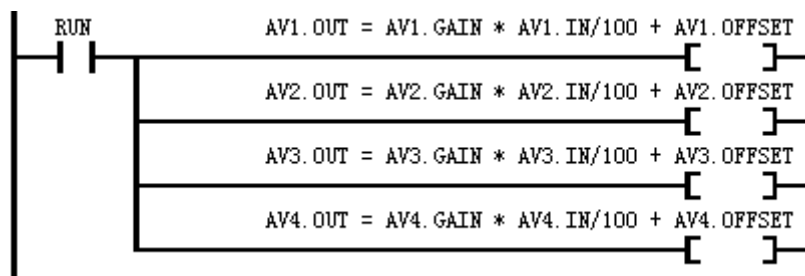 RUN AV1.OUT = AV1.GAIN * AV1.IN/100 + AV1.OFFSET
AV2.OUT = AV2.GAIN * AV2.IN/100 + AV2.OFFSET
AV3.OUT = AV3.GAIN * AV3.IN/100 + AV3.OFFSET
AV4.OUT = AV4.GAIN * AV4.IN/100 + AV4.OFFSET